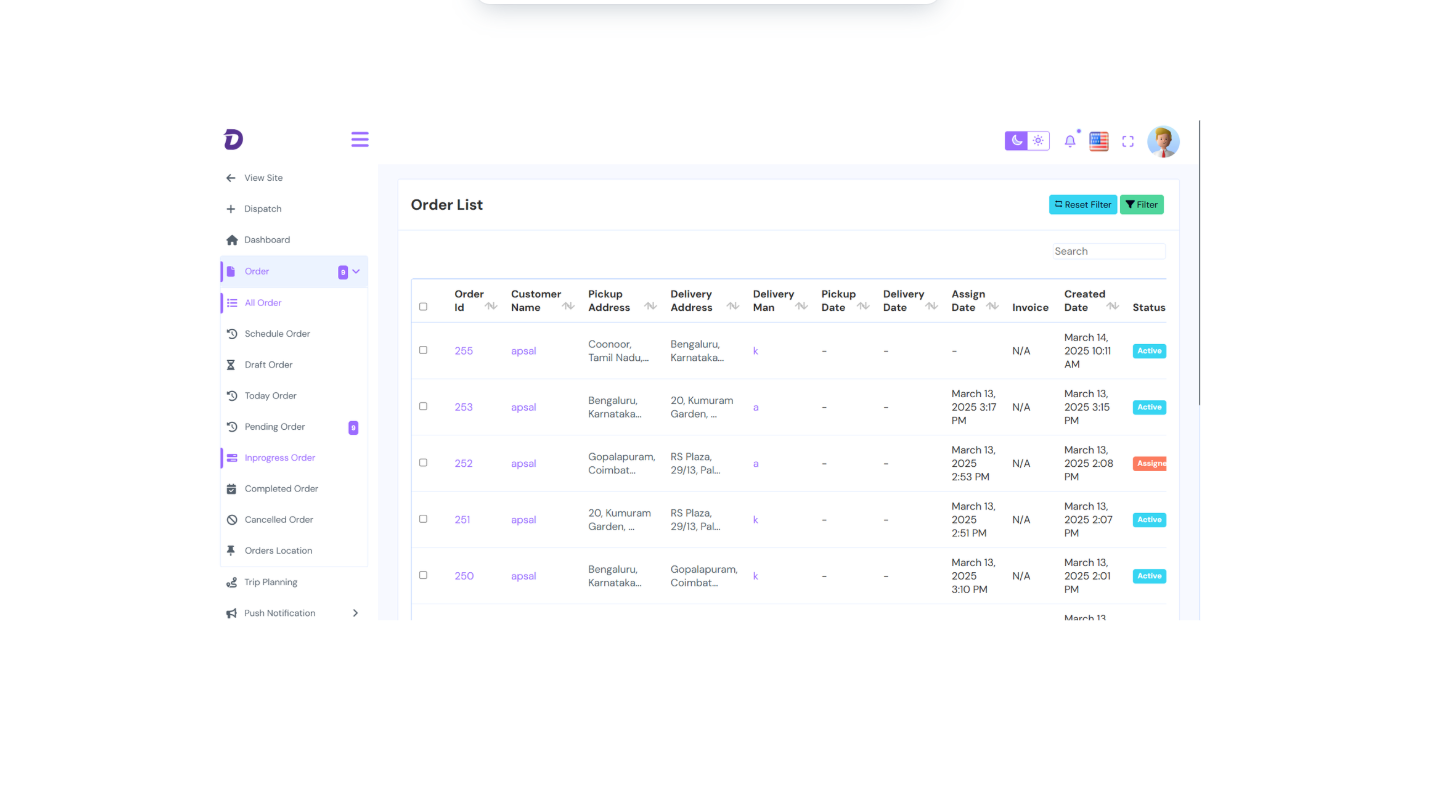 View Site
Dispatch
Dashboard
Order 9
All Order
Schedule Order
Draft Order
Today Order
Pending Order 8
Inprogress Order
Completed Order
Cancelled Order
Orders Location
Trip Planning
Push Notification
Order List
Reset Filter Filter
Search
Order Id Customer Name Pickup Address Delivery Address Delivery Man Pickup Date Delivery Date Assign Date Invoice Created Date Status
255 apsal Coonoor, Tamil Nadu,... Bengaluru, Karnataka... k - - - N/A March 14, 2025 10:11 AM Active
253 apsal Bengaluru, Karnataka... 20, Kumuram Garden, ... a - - March 13, 2025 3:17 PM N/A March 13, 2025 3:15 PM Active
252 apsal Gopalapuram, Coimbat... RS Plaza, 29/13, Pal... a - - March 13, 2025 2:53 PM N/A March 13, 2025 2:08 PM Assigne
251 apsal 20, Kumuram Garden, ... RS Plaza, 29/13, Pal... k - - March 13, 2025 2:51 PM N/A March 13, 2025 2:07 PM Active
250 apsal Bengaluru, Karnataka... Gopalapuram, Coimbat... k - - March 13, 2025 3:10 PM N/A March 13, 2025 2:01 PM Active
March 13,